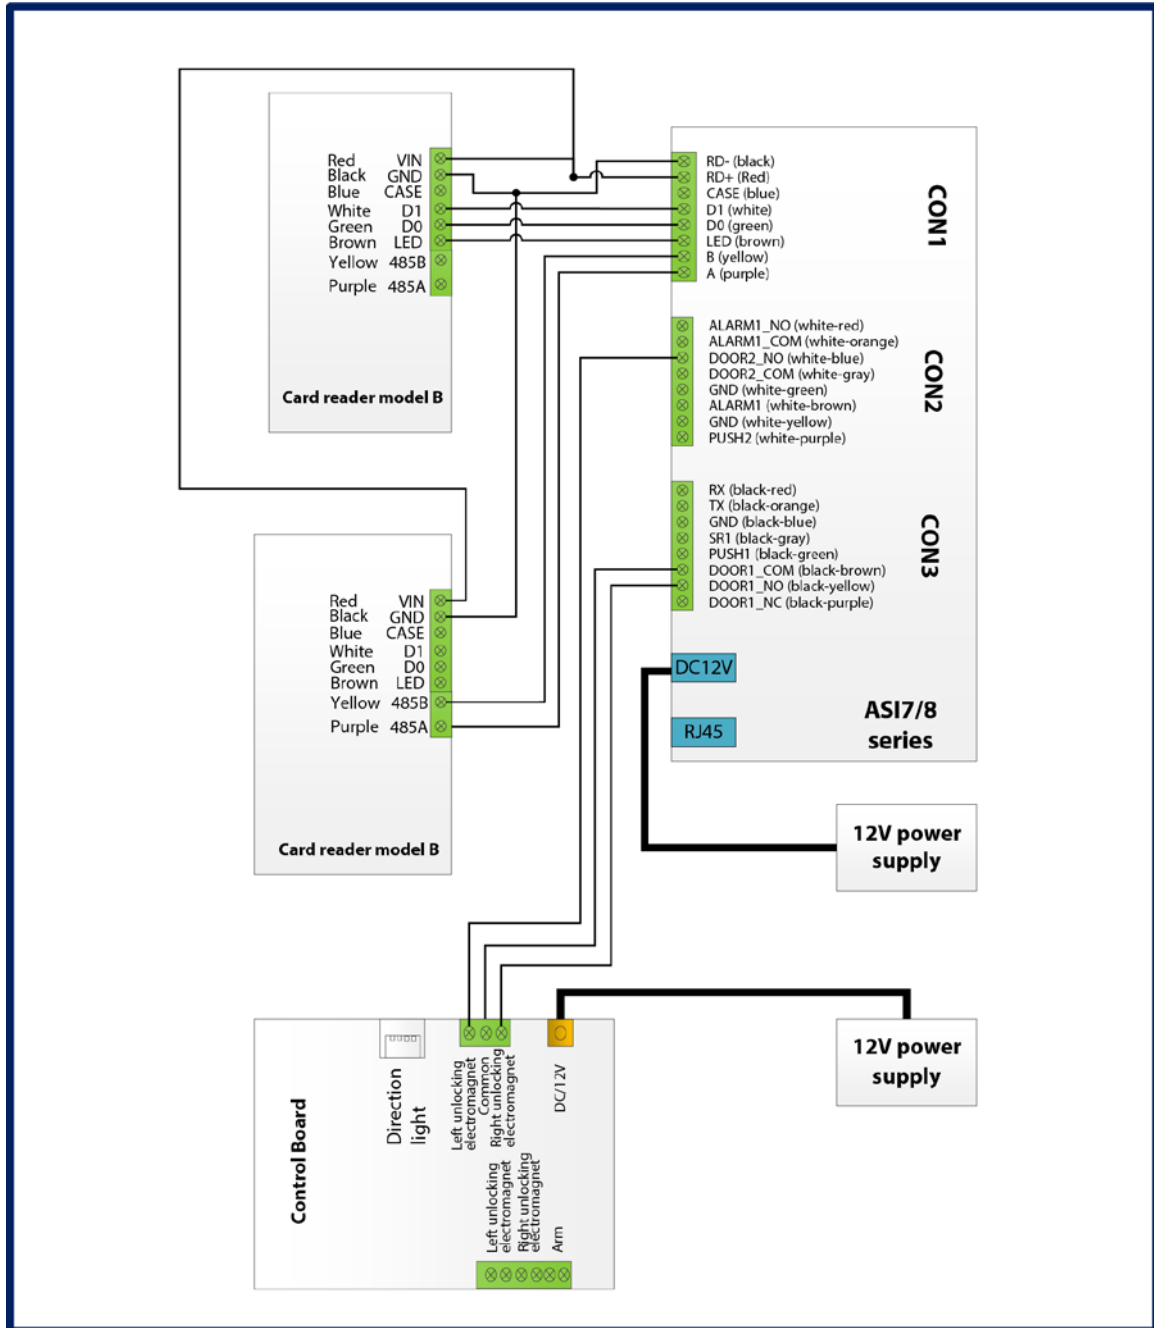 Red VIN
Black GND
Blue CASE
White D1
Green D0
Brown LED
Yellow 485B
Purple 485A
Card reader model B
RD- (black)
RD+ (Red)
CASE (blue)
D1 (white)
D0 (green)
LED (brown)
B (yellow)
A (purple)
CON1
ALARM1_NO (white-red)
ALARM1_COM (white-orange)
DOOR2_NO (white-blue)
DOOR2_COM (white-gray)
GND (white-green)
ALARM1 (white-brown)
GND (white-yellow)
PUSH2 (white-purple)
CON2
RX (black-red)
TX (black-orange)
GND (black-blue)
SR1 (black-gray)
PUSH1 (black-green)
DOOR1_COM (black-brown)
DOOR1_NO (black-yellow)
DOOR1_NC (black-purple)
CON3
DC12V
RJ45
ASI7/8
series
Red VIN
Black GND
Blue CASE
White D1
Green D0
Brown LED
Yellow 485B
Purple 485A
Card reader model B
12V power
supply
12V power
supply
Control Board
Direction
light
Left unlocking
electromagnet
Common
Right unlocking
electromagnet
DC/12V
Left unlocking
electromagnet
Right unlocking
electromagnet
Arm